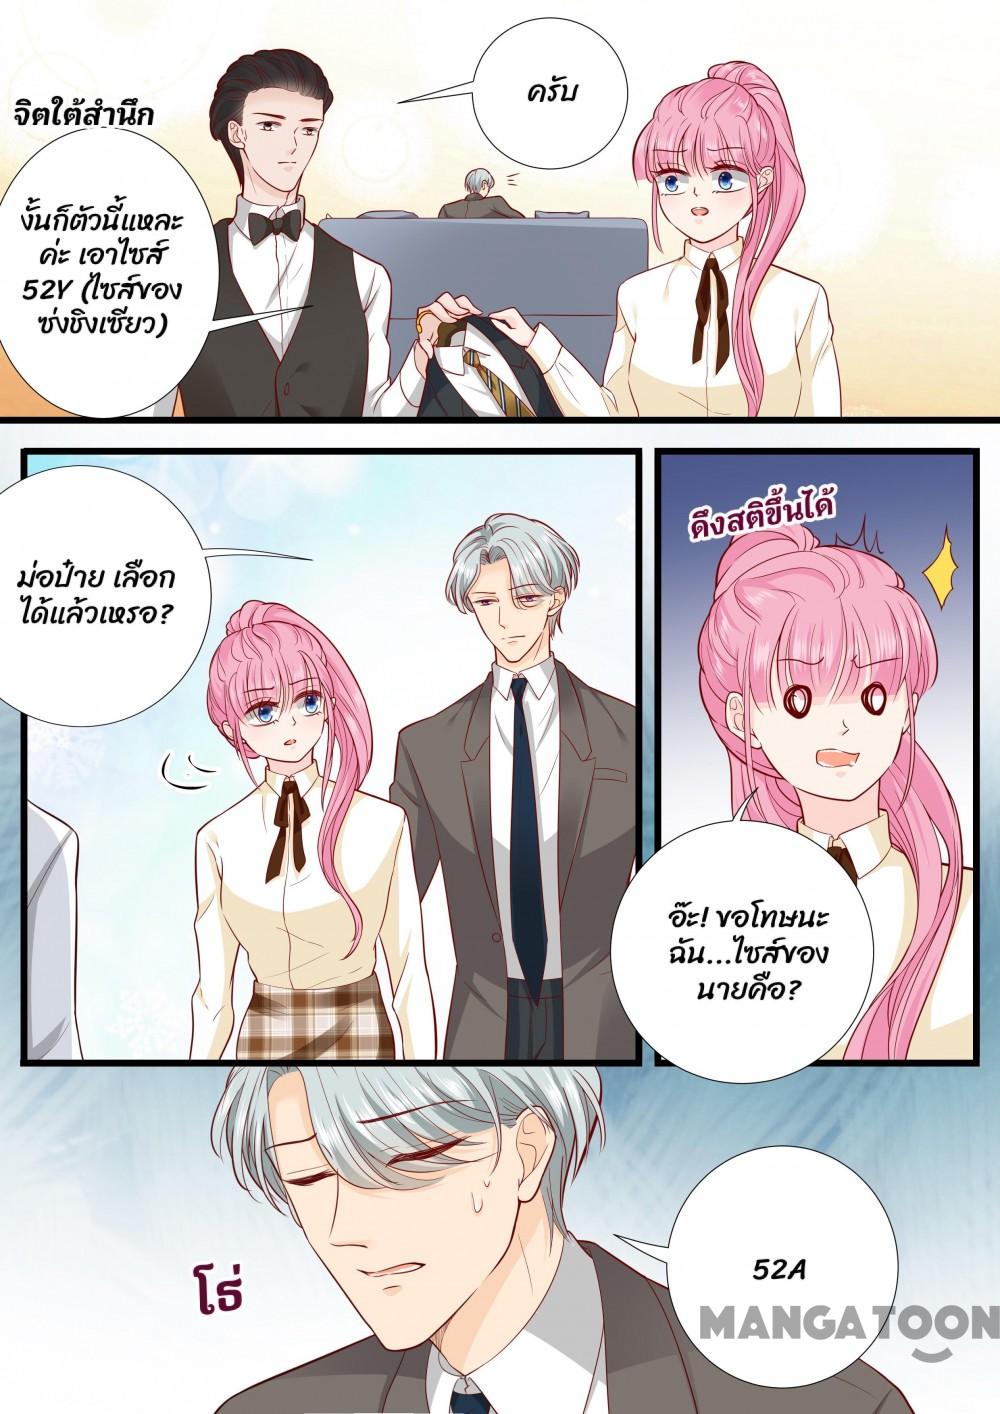 ครับ
จิตใต้สำนึก
งั้นก็ตัวนี้แหละ
ค่ะ เอาไซส์
52Y (ไซส์ของ
ซ่งชิงเซียว)
ม่อป๋าย เลือก
ได้แล้วเหรอ?
ดึงสติขึ้นได้
อ๊ะ! ขอโทษนะ
ฉัน...ไซส์ของ
นายคือ?
52A
โธ่
MANGATOON